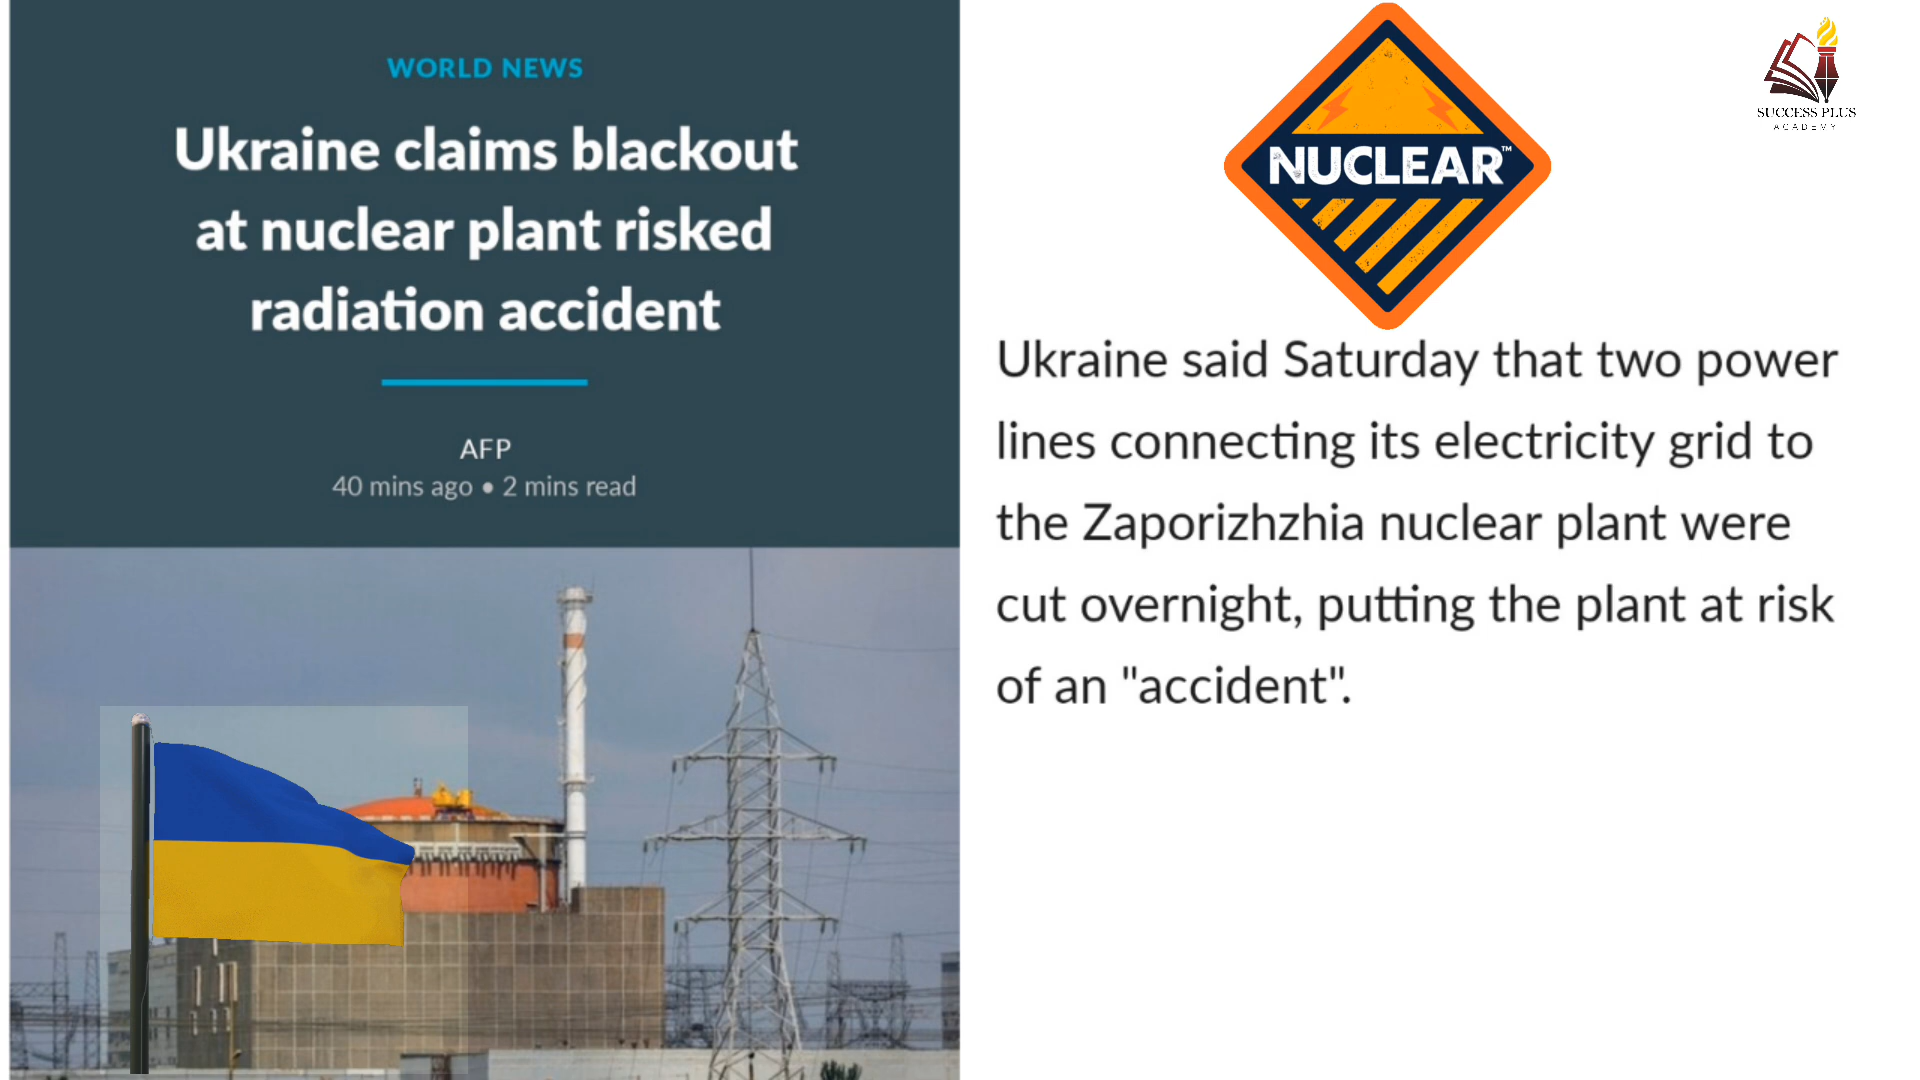 WORLD NEWS
Ukraine claims blackout
at nuclear plant risked
radiation accident
AFP
40 mins ago • 2 mins read
NUCLEAR™
SUCCESS PLUS
ACADEMY
Ukraine said Saturday that two power
lines connecting its electricity grid to
the Zaporizhzhia nuclear plant were
cut overnight, putting the plant at risk
of an "accident".